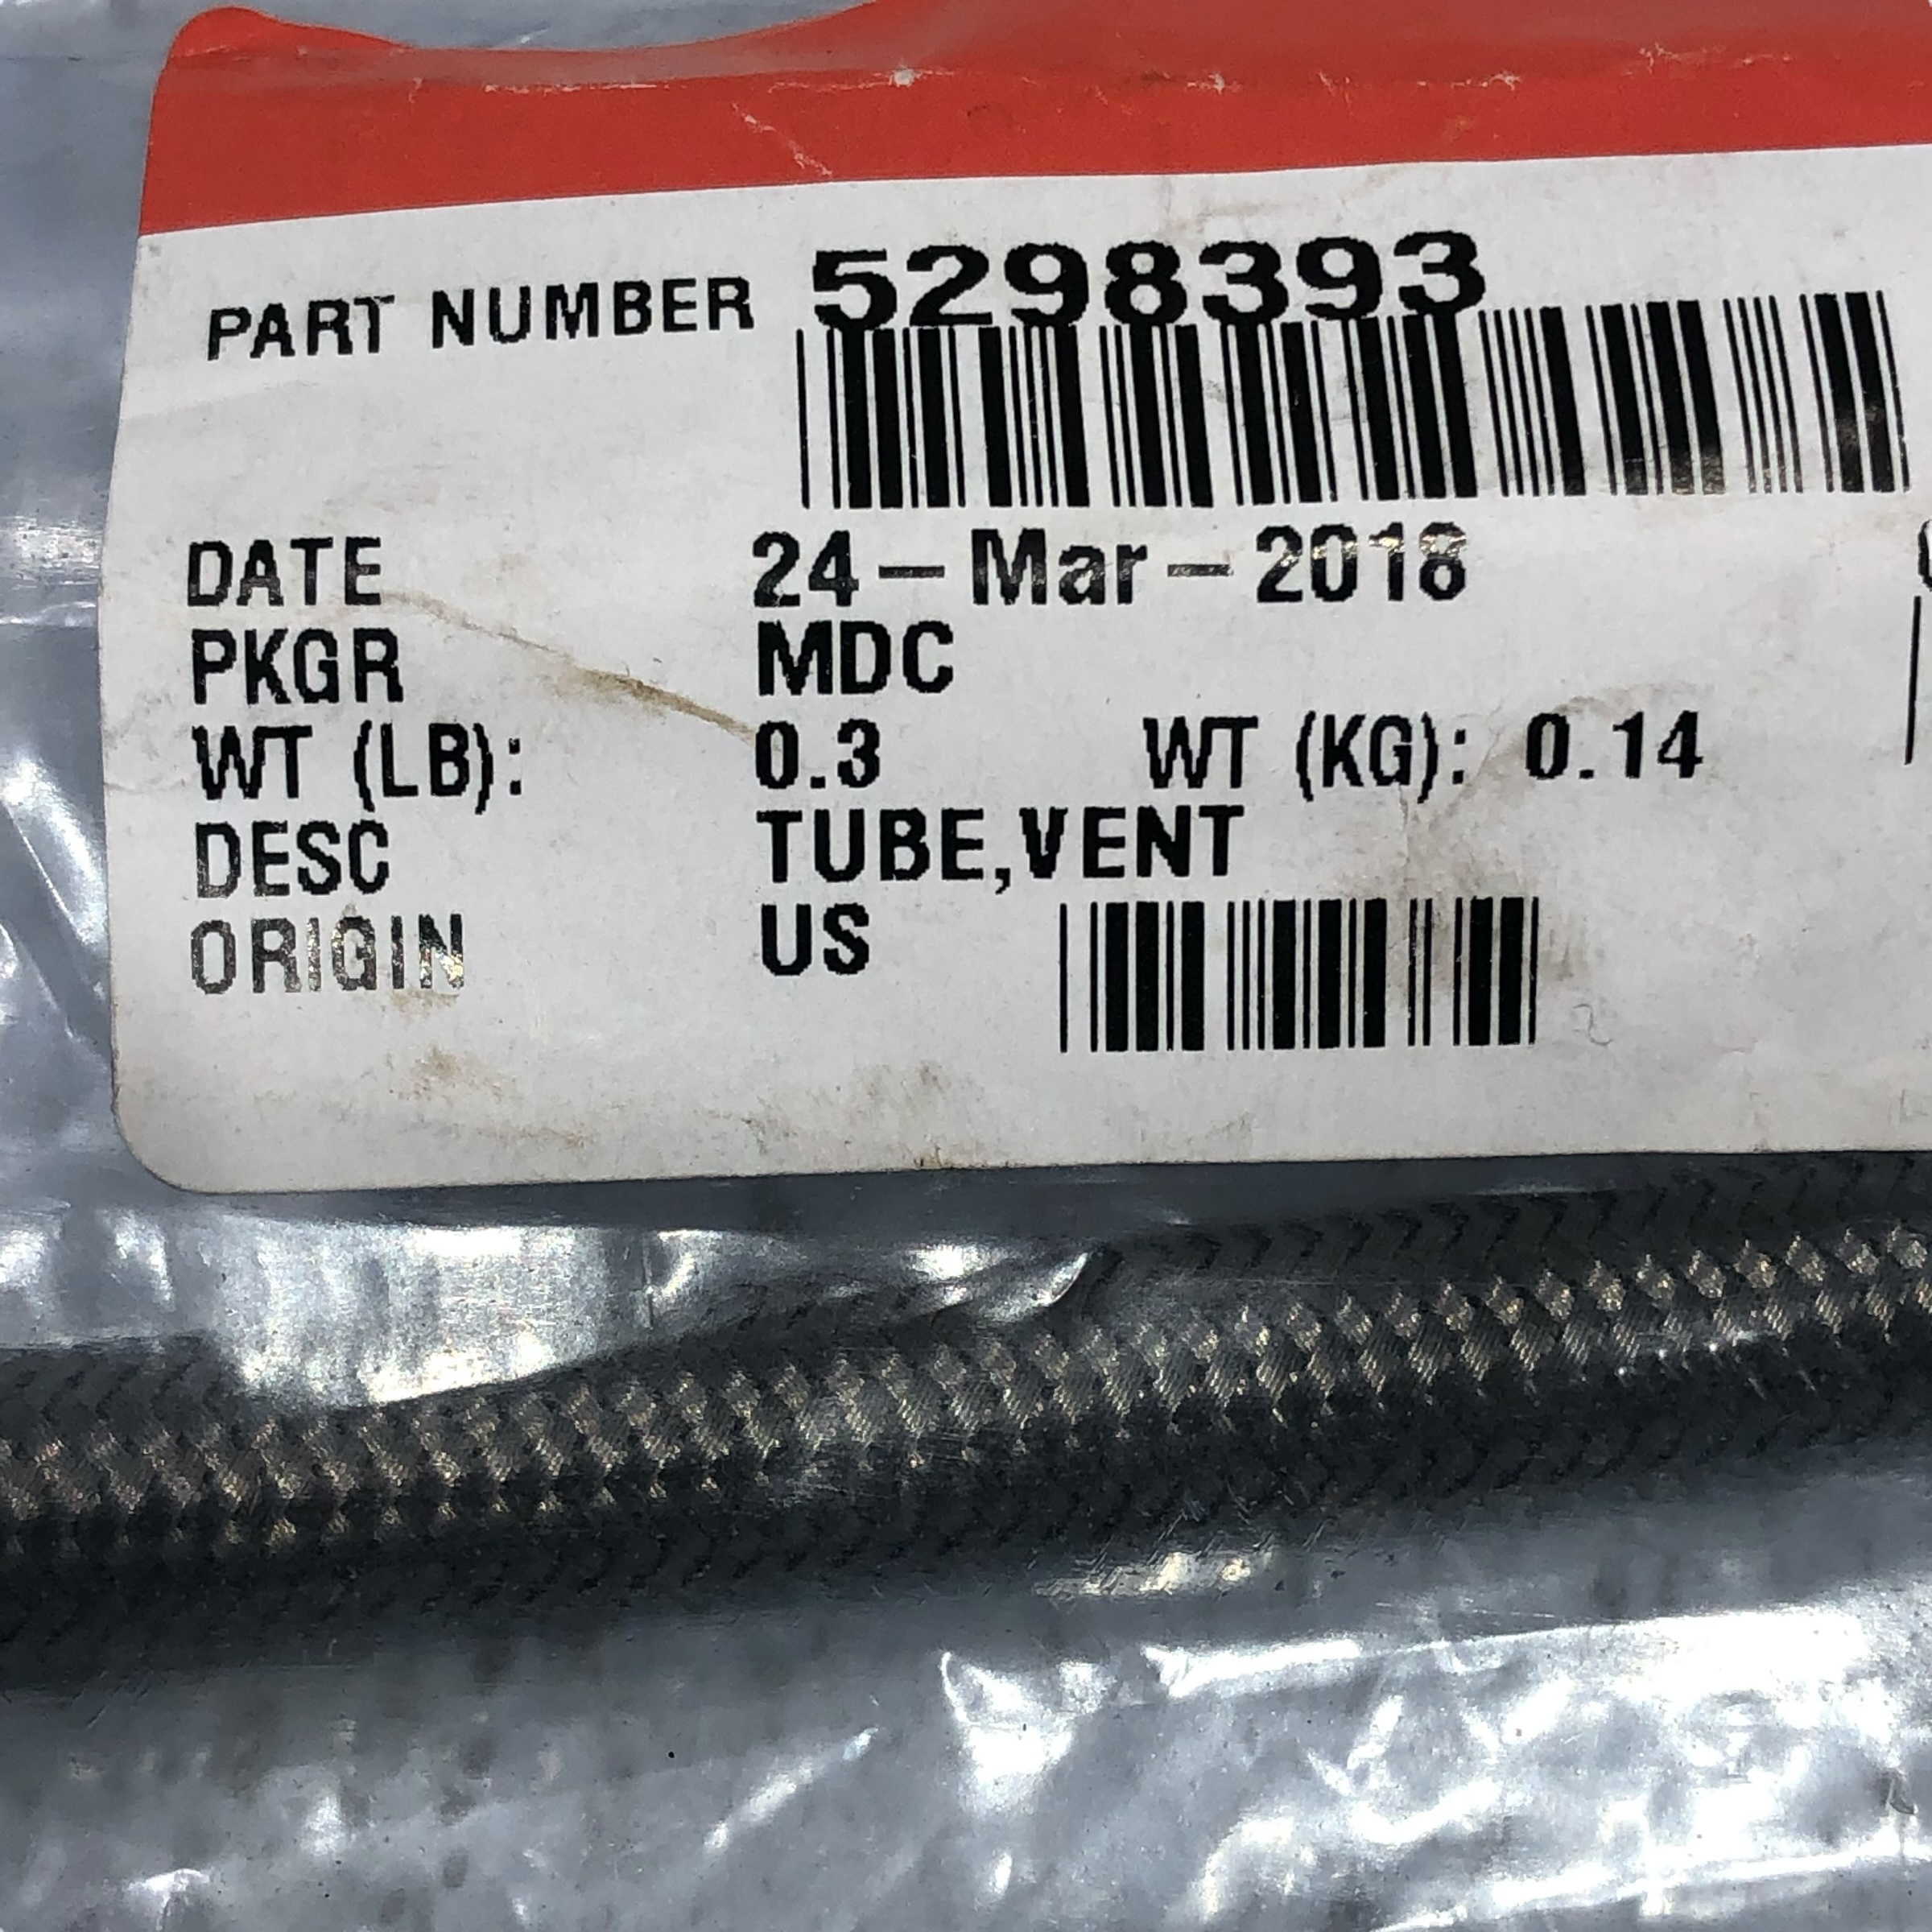 PART NUMBER 5298393
DATE 24-Mar-2018
PKGR MDC
WT (LB): 0.3 WT (KG): 0.14
DESC TUBE,VENT
ORIGIN US